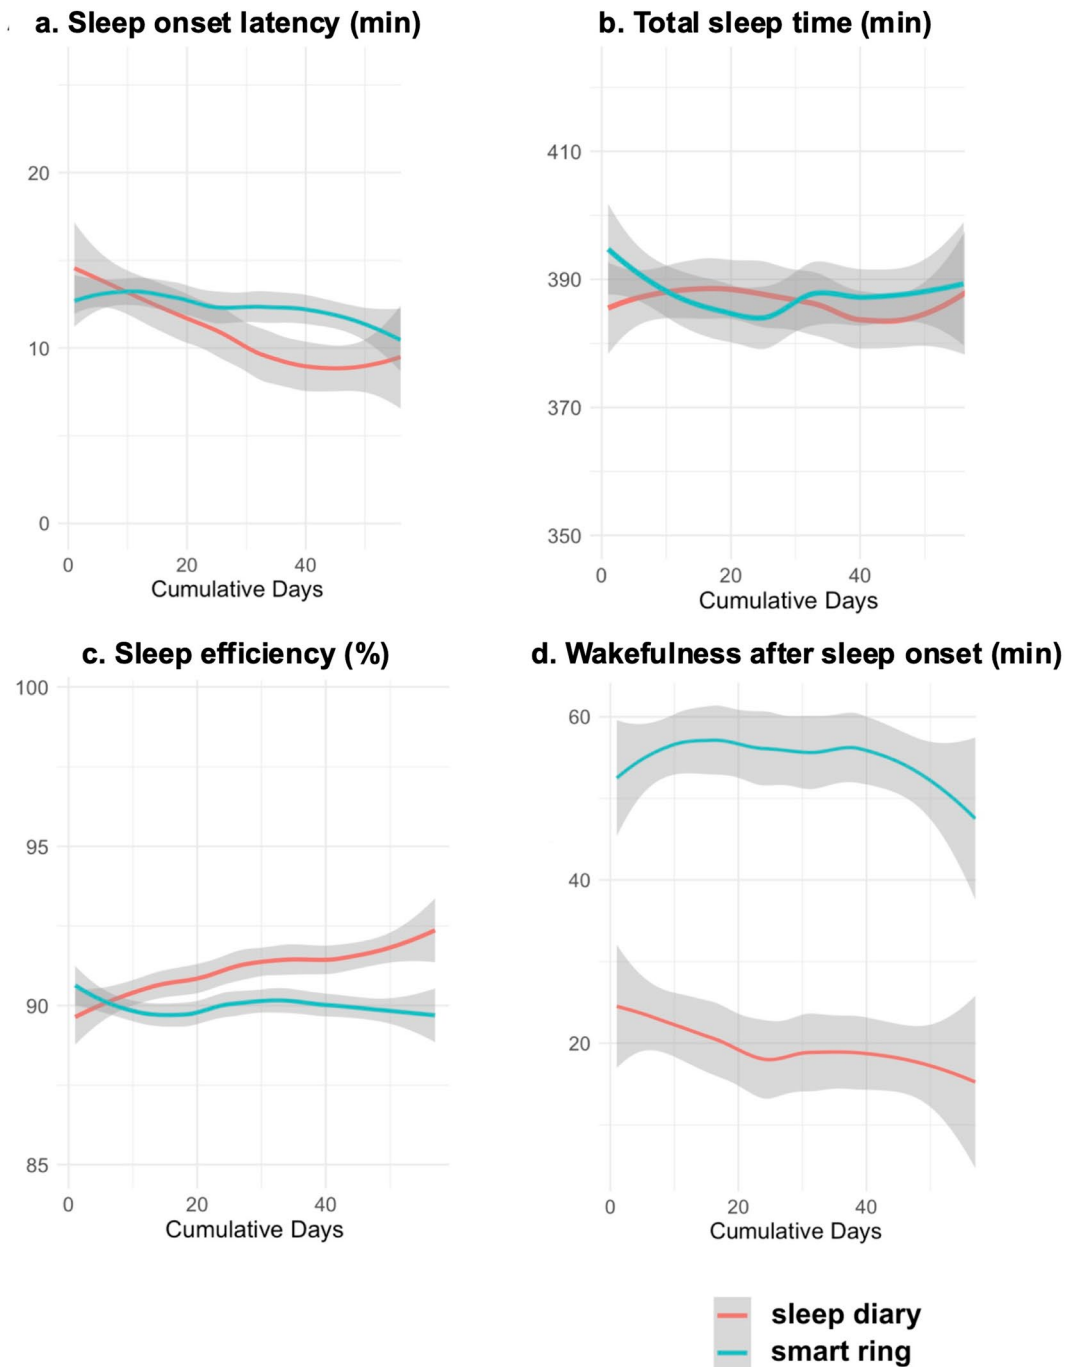 a. Sleep onset latency (min)
20
10
0
0 20 40
Cumulative Days
b. Total sleep time (min)
410
390
370
350
0 20 40
Cumulative Days
c. Sleep efficiency (%)
100
95
90
85
0 20 40
Cumulative Days
d. Wakefulness after sleep onset (min)
60
40
20
0 20 40
Cumulative Days
sleep diary
smart ring